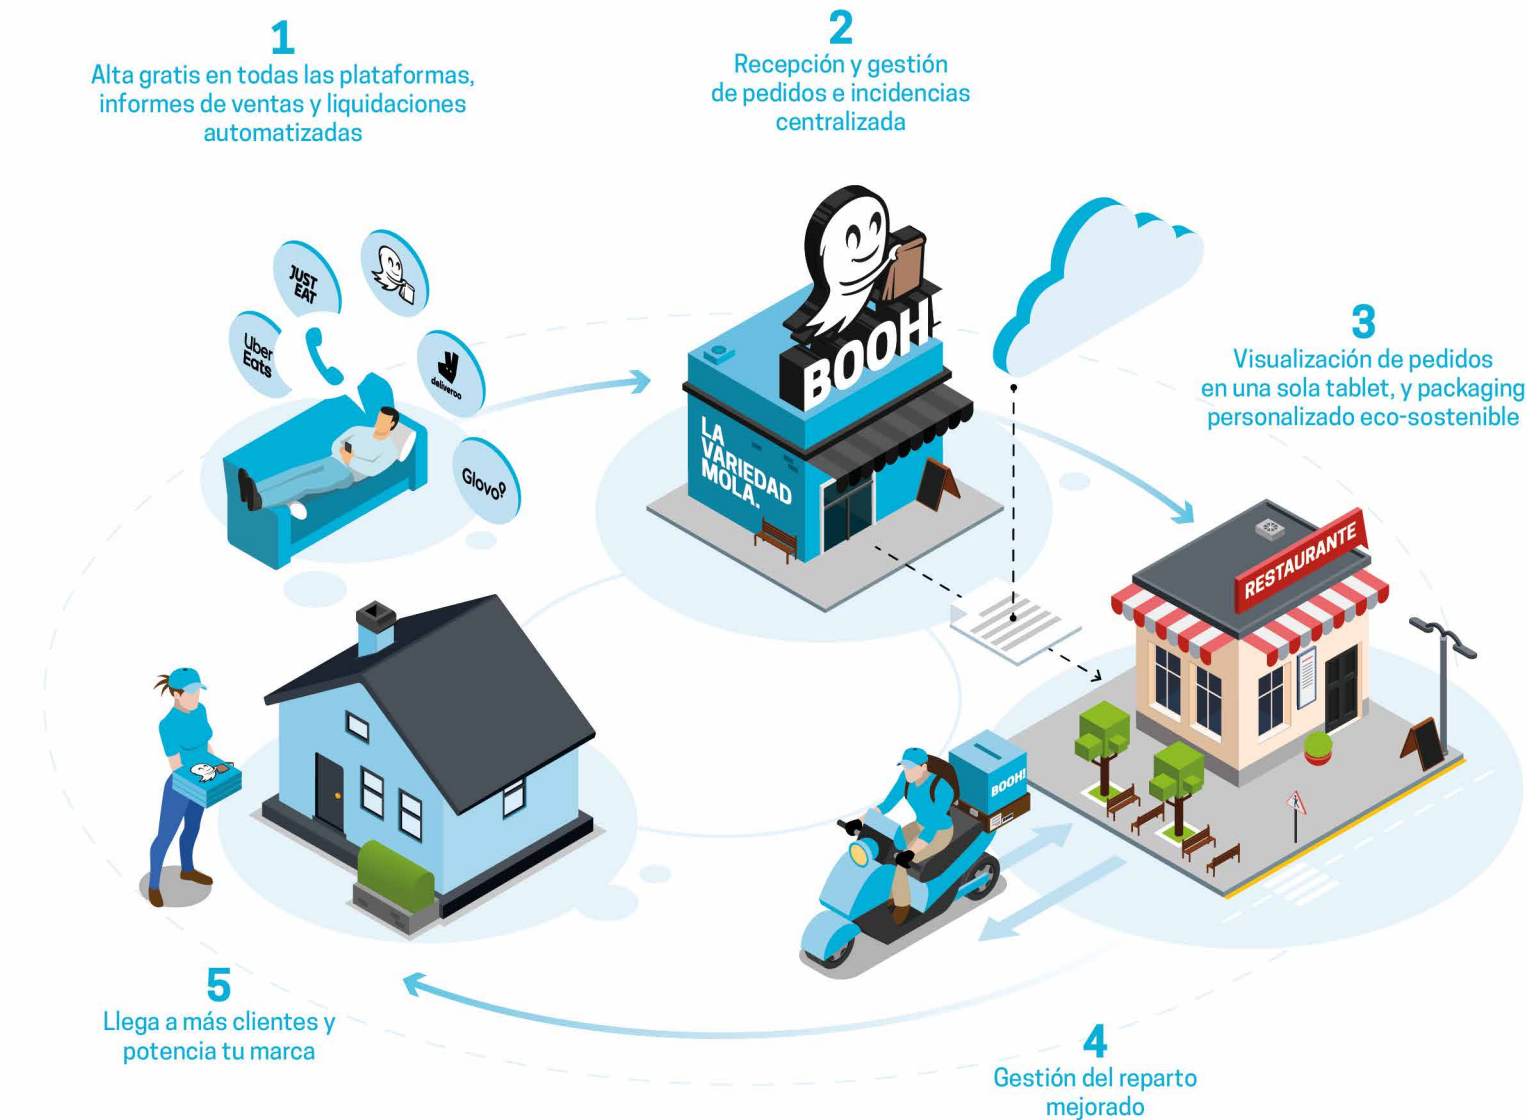 1
Alta gratis en todas las plataformas,
informes de ventas y liquidaciones
automatizadas
2
Recepción y gestión
de pedidos e incidencias
centralizada
3
Visualización de pedidos
en una sola tablet, y packaging
personalizado eco-sostenible
JUST
EAT
Uber
Eats
deliveroo
Glovo
BOOH!
LA
VARIEDAD
MOLA.
RESTAURANTE
BOOH!
5
Llega a más clientes y
potencia tu marca
4
Gestión del reparto
mejorado